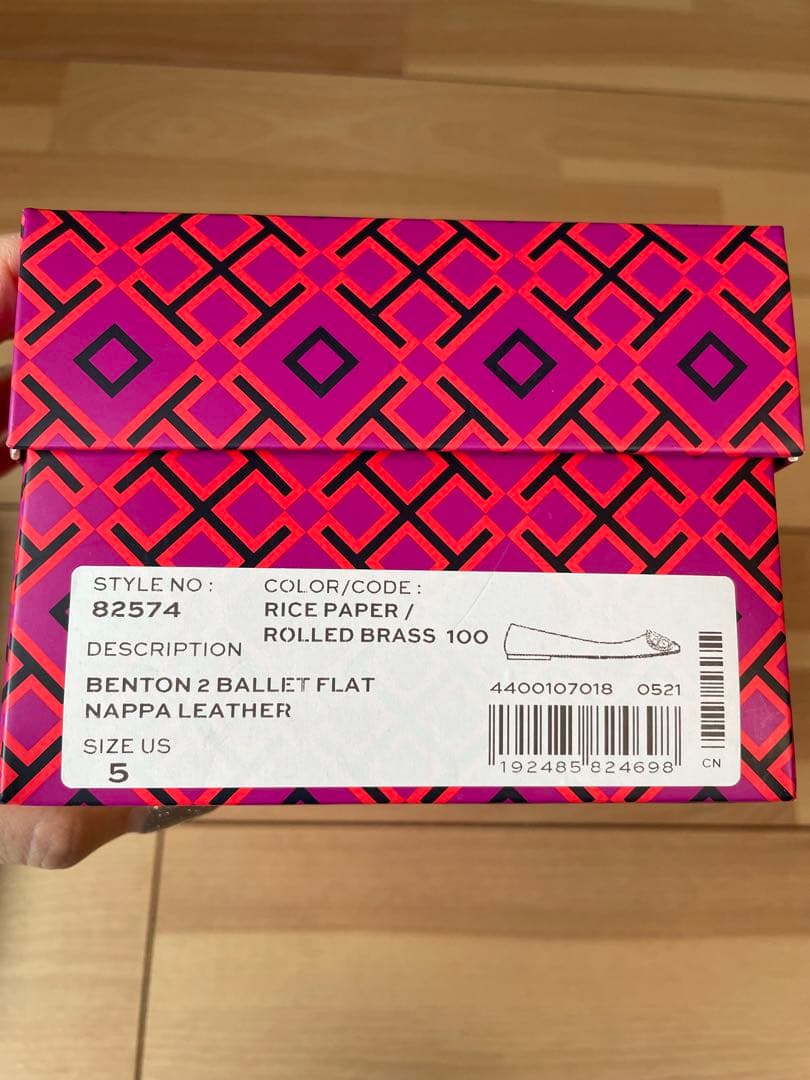 STYLE NO :
82574
COLOR/CODE :
RICE PAPER /
ROLLED BRASS 100
DESCRIPTION
BENTON 2 BALLET FLAT
NAPPA LEATHER
SIZE US
5
4400107018 0521
192485 824698
CN